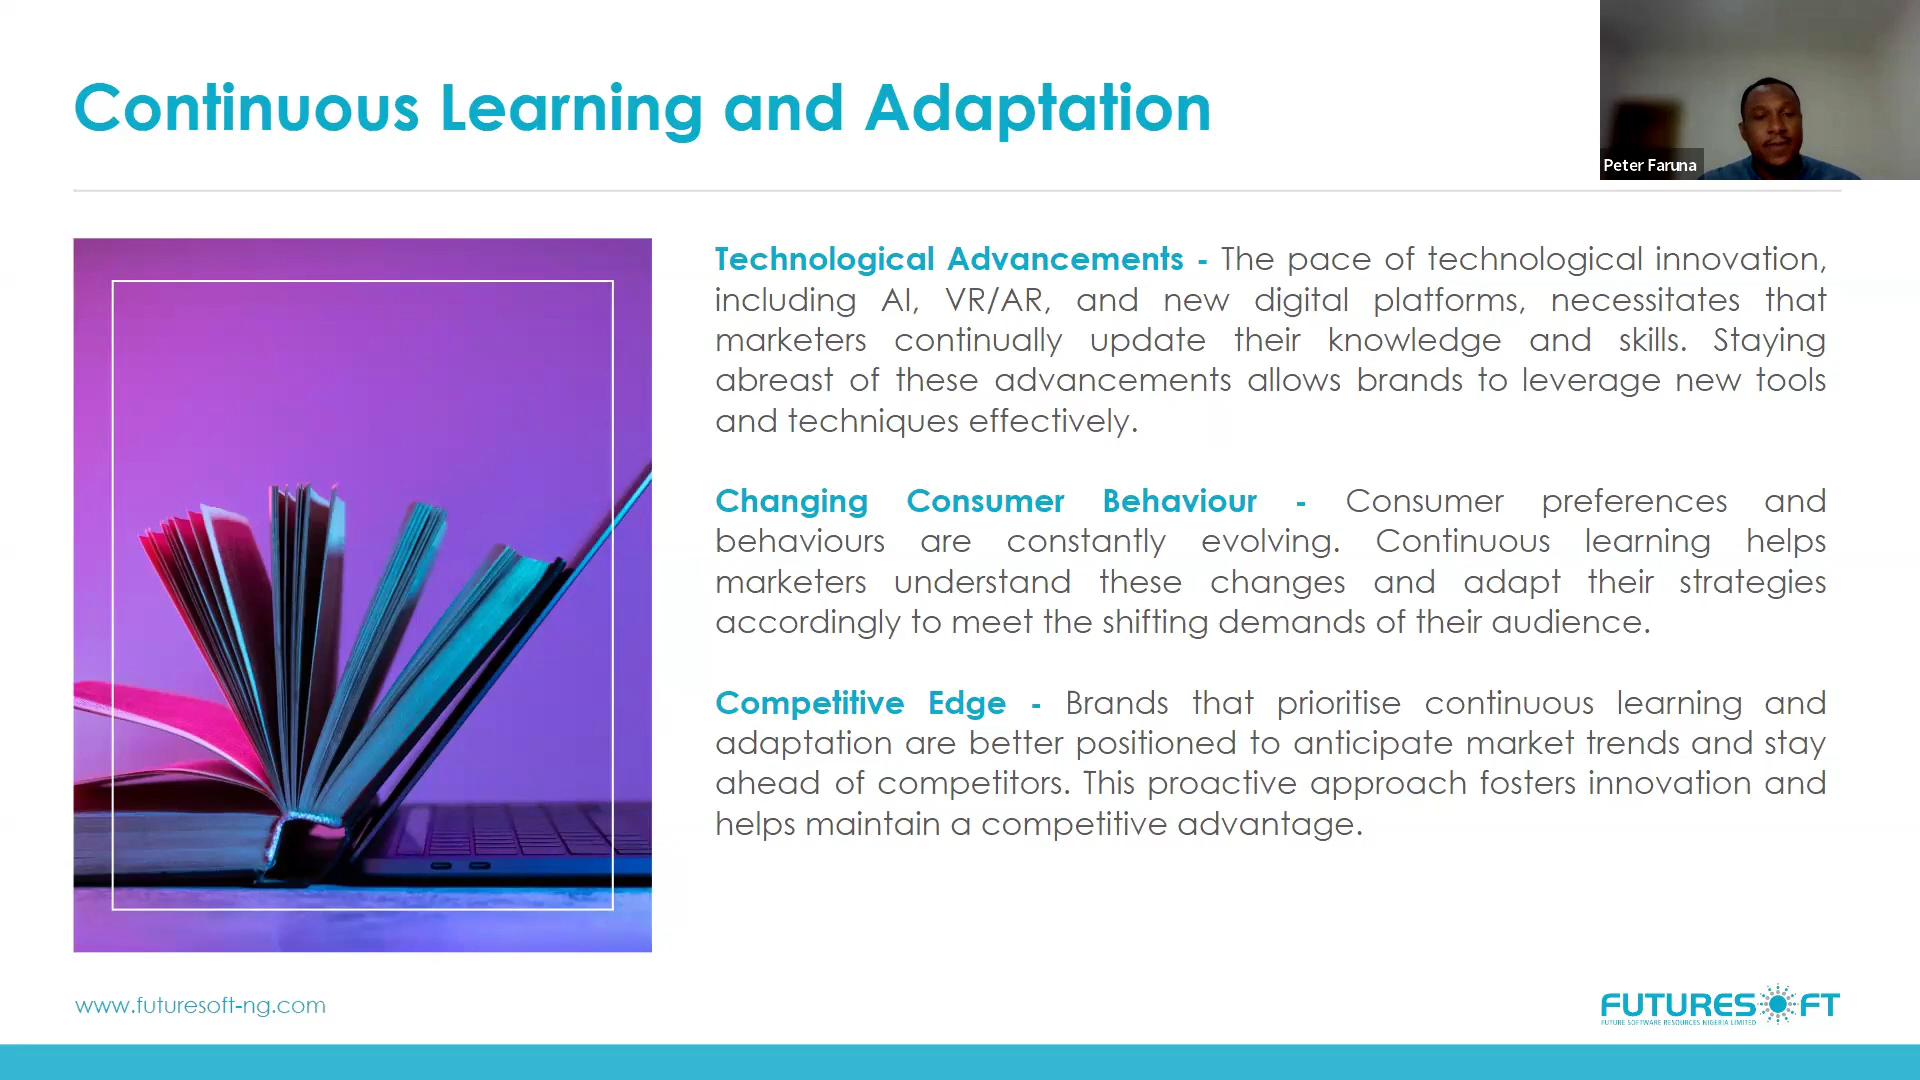 Continuous Learning and Adaptation
Peter Faruna
Technological Advancements - The pace of technological innovation,
including AI, VR/AR, and new digital platforms, necessitates that
marketers continually update their knowledge and skills. Staying
abreast of these advancements allows brands to leverage new tools
and techniques effectively.
Changing Consumer Behaviour - Consumer preferences and
behaviours are constantly evolving. Continuous learning helps
marketers understand these changes and adapt their strategies
accordingly to meet the shifting demands of their audience.
Competitive Edge - Brands that prioritise continuous learning and
adaptation are better positioned to anticipate market trends and stay
ahead of competitors. This proactive approach fosters innovation and
helps maintain a competitive advantage.
www.futuresoft-ng.com
FUTURESOFT
FUTURE SOFTWARE RESOURCES NIGERIA LIMITED